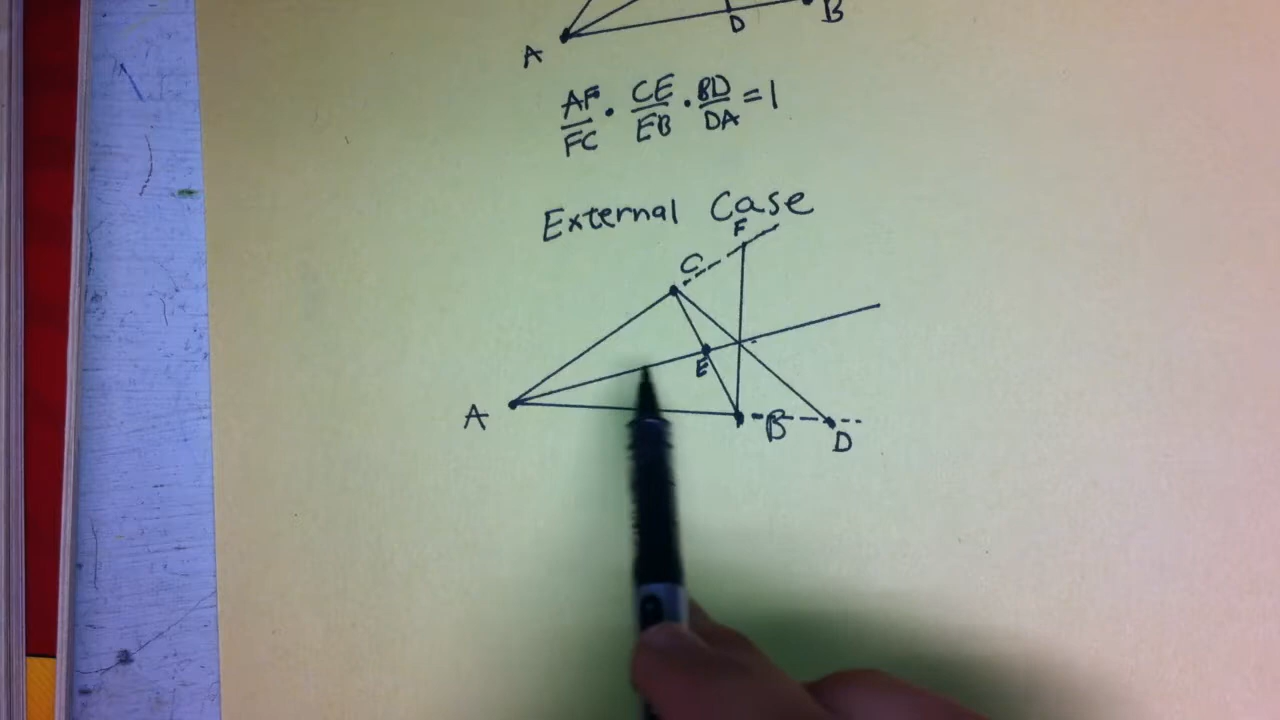 A D B
AF/FC · CE/EB · BD/DA = 1
External Case
F
C
E
A B D